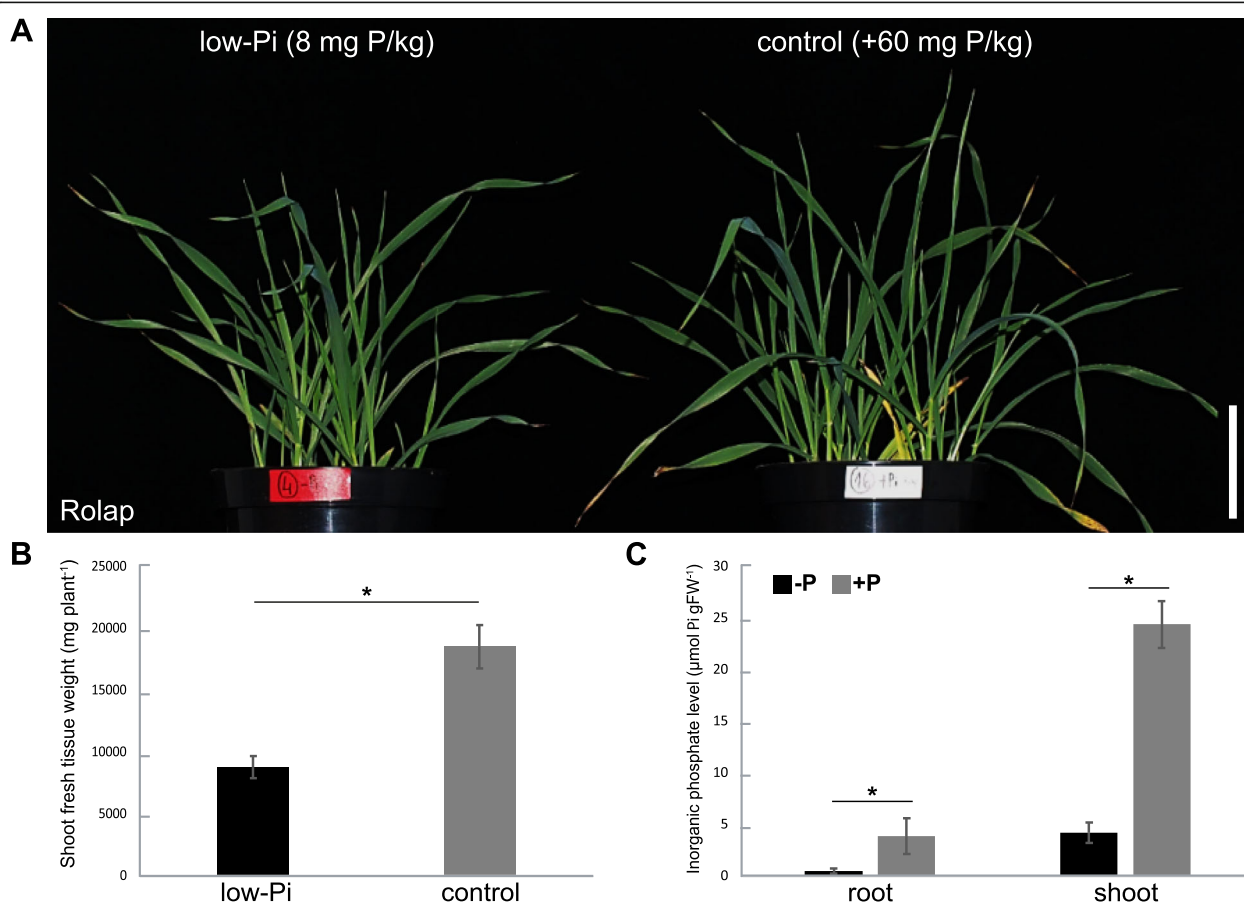 A
low-Pi (8 mg P/kg)
control (+60 mg P/kg)
4 -P
16 +P
Rolap
B
Shoot fresh tissue weight (mg plant⁻¹)
25000
20000
15000
10000
5000
0
*
low-Pi
control
C
Inorganic phosphate level (μmol Pi gFW⁻¹)
30
25
20
15
10
5
0
-P
+P
*
*
root
shoot